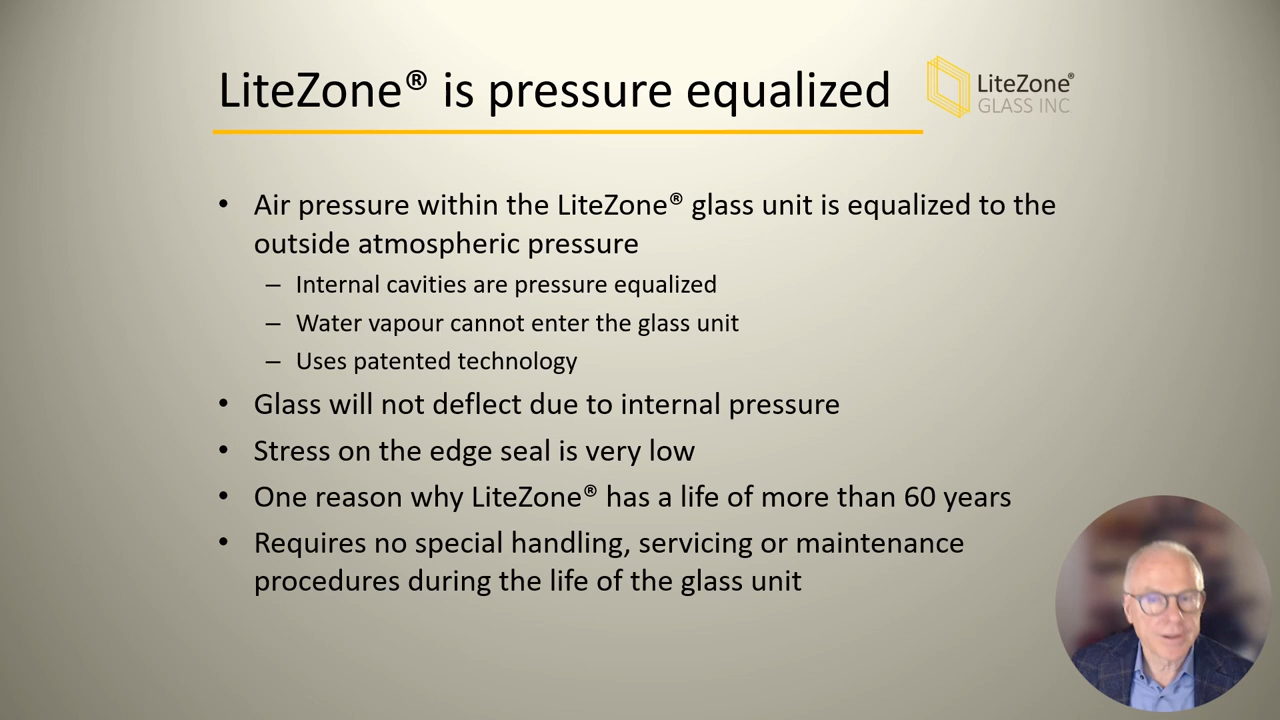 LiteZone® is pressure equalized
LiteZone®
GLASS INC
• Air pressure within the LiteZone® glass unit is equalized to the
outside atmospheric pressure
– Internal cavities are pressure equalized
– Water vapour cannot enter the glass unit
– Uses patented technology
• Glass will not deflect due to internal pressure
• Stress on the edge seal is very low
• One reason why LiteZone® has a life of more than 60 years
• Requires no special handling, servicing or maintenance
procedures during the life of the glass unit